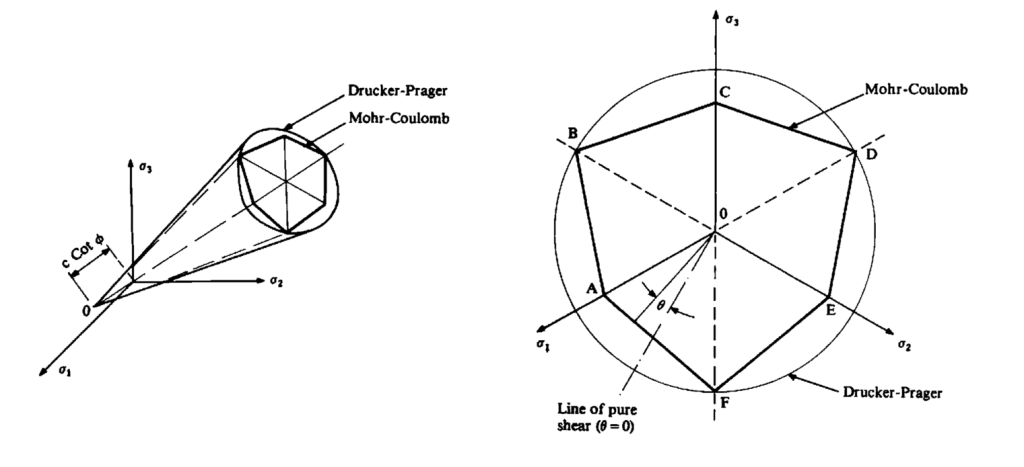 Drucker-Prager
Mohr-Coulomb
σ3
c Cot ϕ
σ2
0
σ1
σ3
C
Mohr-Coulomb
B
D
0
A
θ
E
σ1
σ2
Drucker-Prager
F
Line of pure
shear (θ = 0)